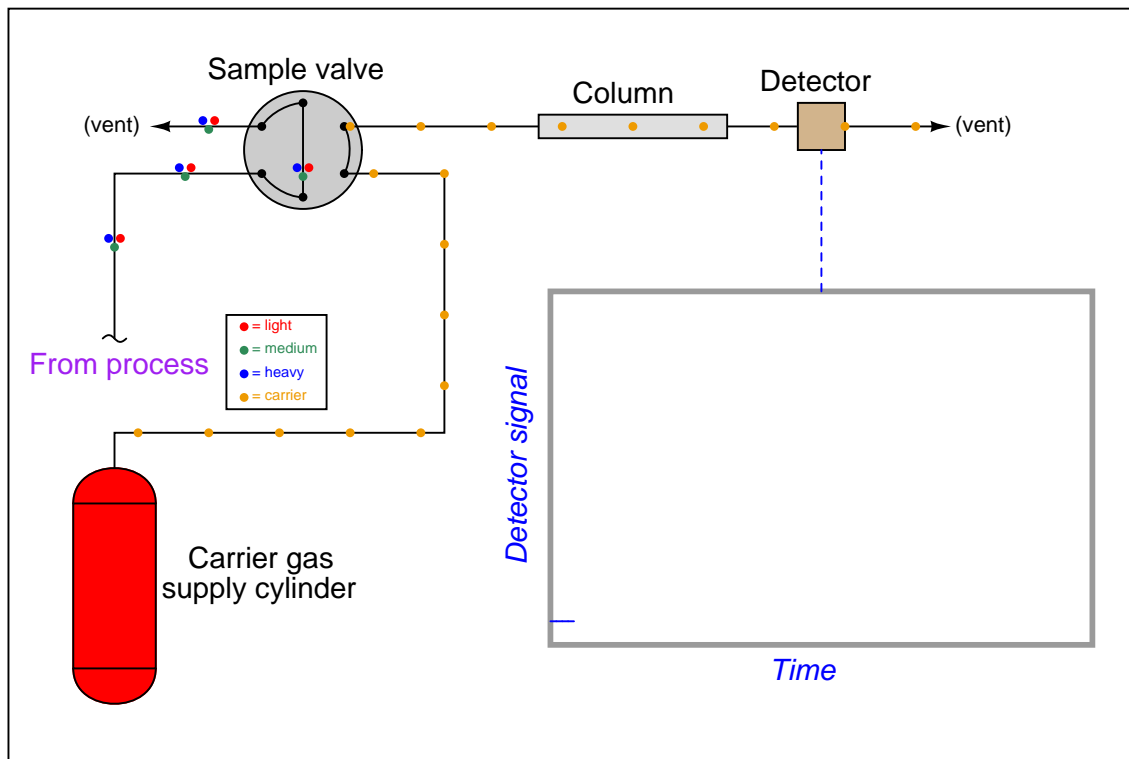 Sample valve
Column
Detector
(vent)
(vent)
= light
= medium
= heavy
= carrier
From process
Detector signal
Carrier gas
supply cylinder
Time